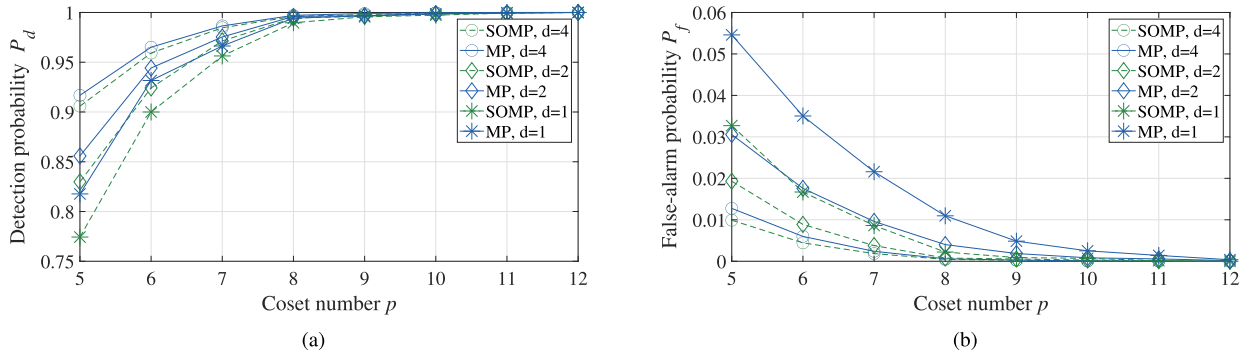 Detection probability P_d
1
0.95
0.9
0.85
0.8
0.75
5 6 7 8 9 10 11 12
Coset number p
SOMP, d=4
MP, d=4
SOMP, d=2
MP, d=2
SOMP, d=1
MP, d=1
(a)
False-alarm probability P_f
0.06
0.05
0.04
0.03
0.02
0.01
0
5 6 7 8 9 10 11 12
Coset number p
SOMP, d=4
MP, d=4
SOMP, d=2
MP, d=2
SOMP, d=1
MP, d=1
(b)